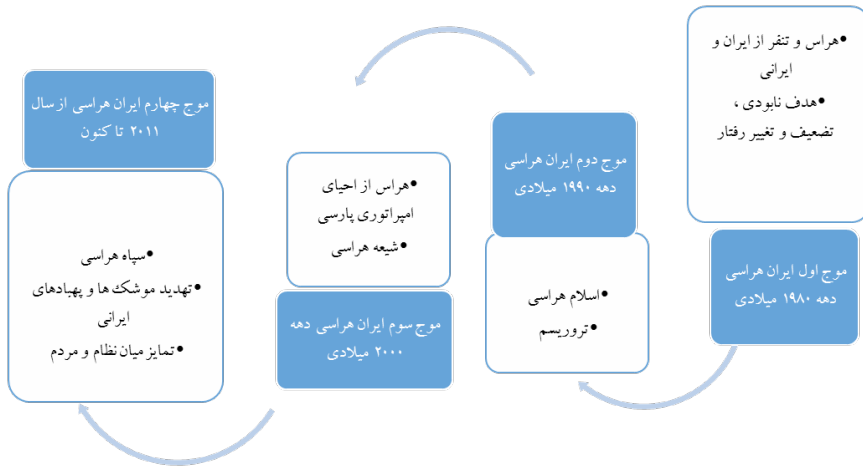 •هراس و تنفر از ایران و
ایرانی
•هدف نابودی ،
تضعیف و تغییر رفتار
موج اول ایران هراسی
دهه ۱۹۸۰ میلادی
موج دوم ایران هراسی
دهه ۱۹۹۰ میلادی
•اسلام هراسی
•تروریسم
•هراس از احیای
امپراتوری پارسی
•شیعه هراسی
موج سوم ایران هراسی دهه
۲۰۰۰ میلادی
موج چهارم ایران هراسی از سال
۲۰۱۱ تا کنون
•سپاه هراسی
•تهدید موشک ها و پهبادهای
ایرانی
•تمایز میان نظام و مردم